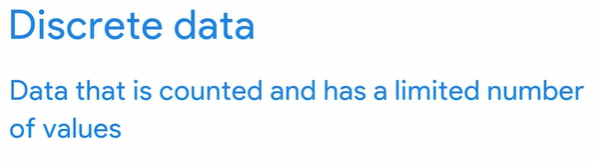 Discrete data
Data that is counted and has a limited number
of values